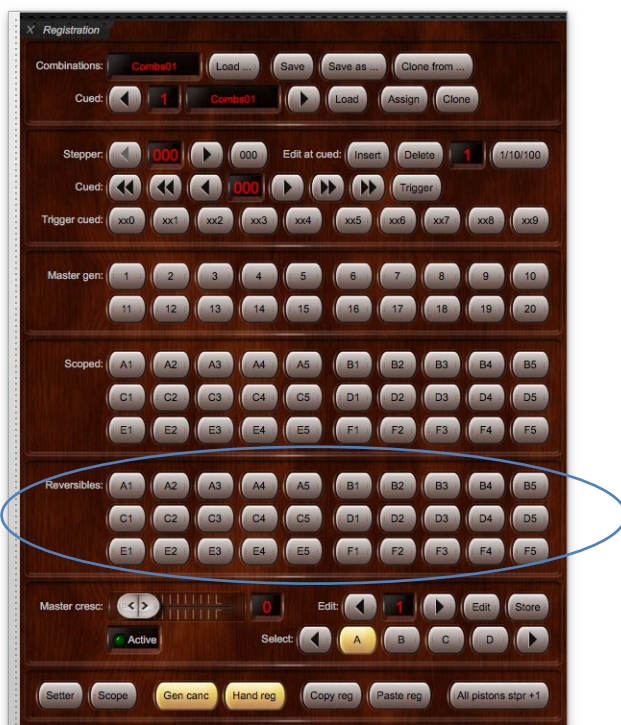 X Registration
Combinations: Combs01 Load ... Save Save as ... Clone from ...
Cued: 1 Combs01 Load Assign Clone
Stepper: 000 000 Edit at cued: Insert Delete 1 1/10/100
Cued: 000 Trigger
Trigger cued: xx0 xx1 xx2 xx3 xx4 xx5 xx6 xx7 xx8 xx9
Master gen: 1 2 3 4 5 6 7 8 9 10
11 12 13 14 15 16 17 18 19 20
Scoped: A1 A2 A3 A4 A5 B1 B2 B3 B4 B5
C1 C2 C3 C4 C5 D1 D2 D3 D4 D5
E1 E2 E3 E4 E5 F1 F2 F3 F4 F5
Reversibles: A1 A2 A3 A4 A5 B1 B2 B3 B4 B5
C1 C2 C3 C4 C5 D1 D2 D3 D4 D5
E1 E2 E3 E4 E5 F1 F2 F3 F4 F5
Master cresc: 0 Edit: 1 Edit Store
Active Select: A B C D
Setter Scope Gen canc Hand reg Copy reg Paste reg All pistons stpr +1